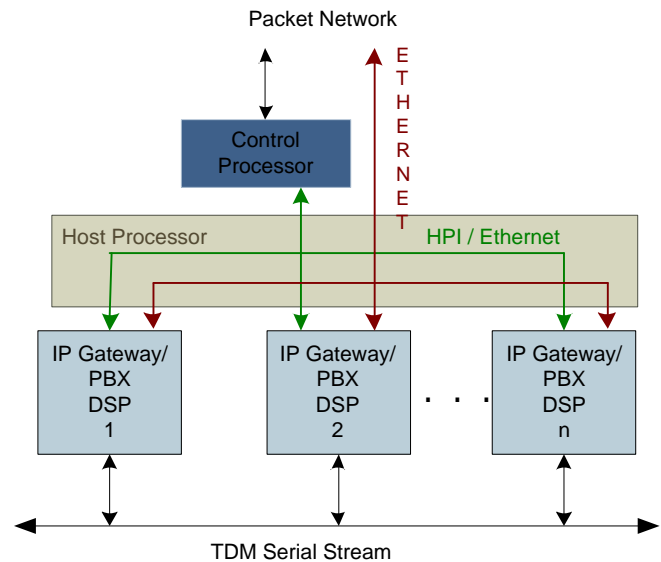 Packet Network
ETHERNET
Control
Processor
Host Processor
HPI / Ethernet
IP Gateway/
PBX
DSP
1
IP Gateway/
PBX
DSP
2
. . .
IP Gateway/
PBX
DSP
n
TDM Serial Stream